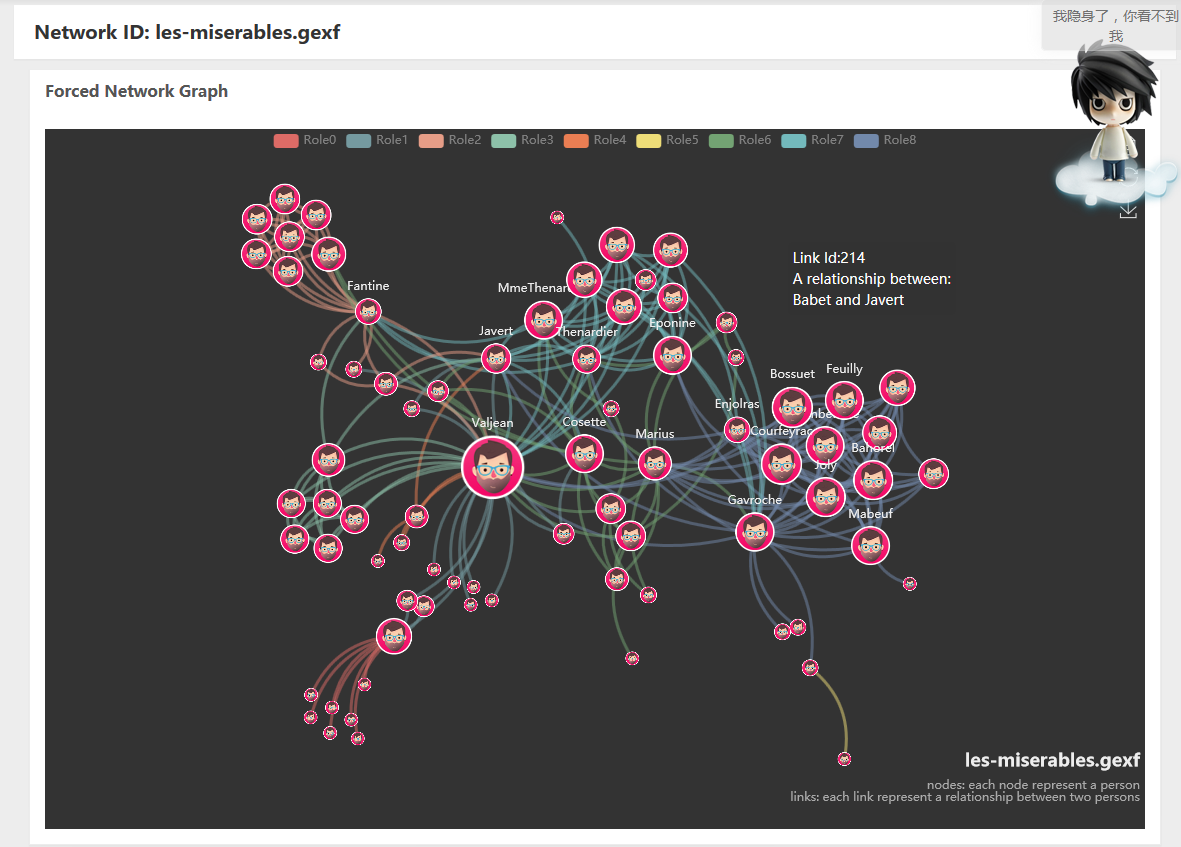 Network ID: les-miserables.gexf
我隐身了，你看不到
我
Forced Network Graph
Role0
Role1
Role2
Role3
Role4
Role5
Role6
Role7
Role8
Link Id:214
A relationship between:
Babet and Javert
Fantine
MmeThenar
Javert
Thenardier
Eponine
Bossuet
Feuilly
Enjolras
Valjean
Cosette
Marius
Courfeyrac
Bahorel
Joly
Gavroche
Mabeuf
les-miserables.gexf
nodes: each node represent a person
links: each link represent a relationship between two persons